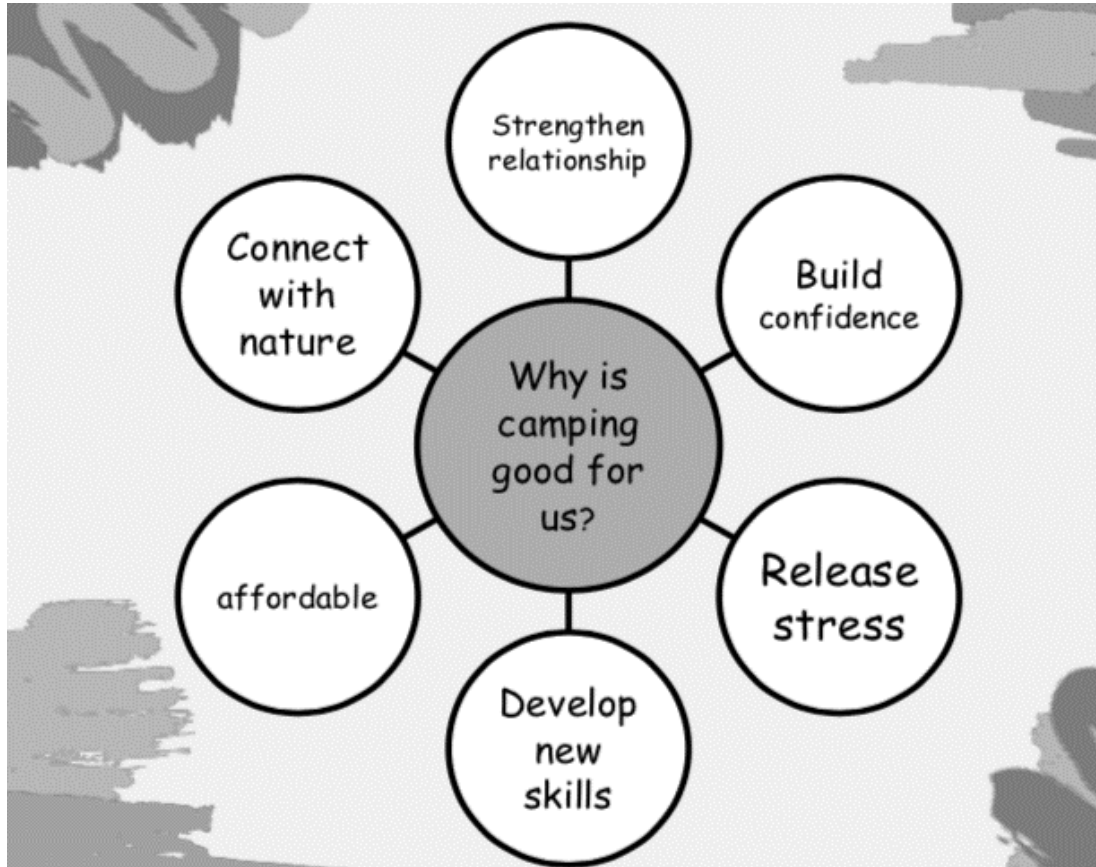 Strengthen
relationship
Connect
with
nature
Build
confidence
Why is
camping
good for
us?
affordable
Release
stress
Develop
new
skills